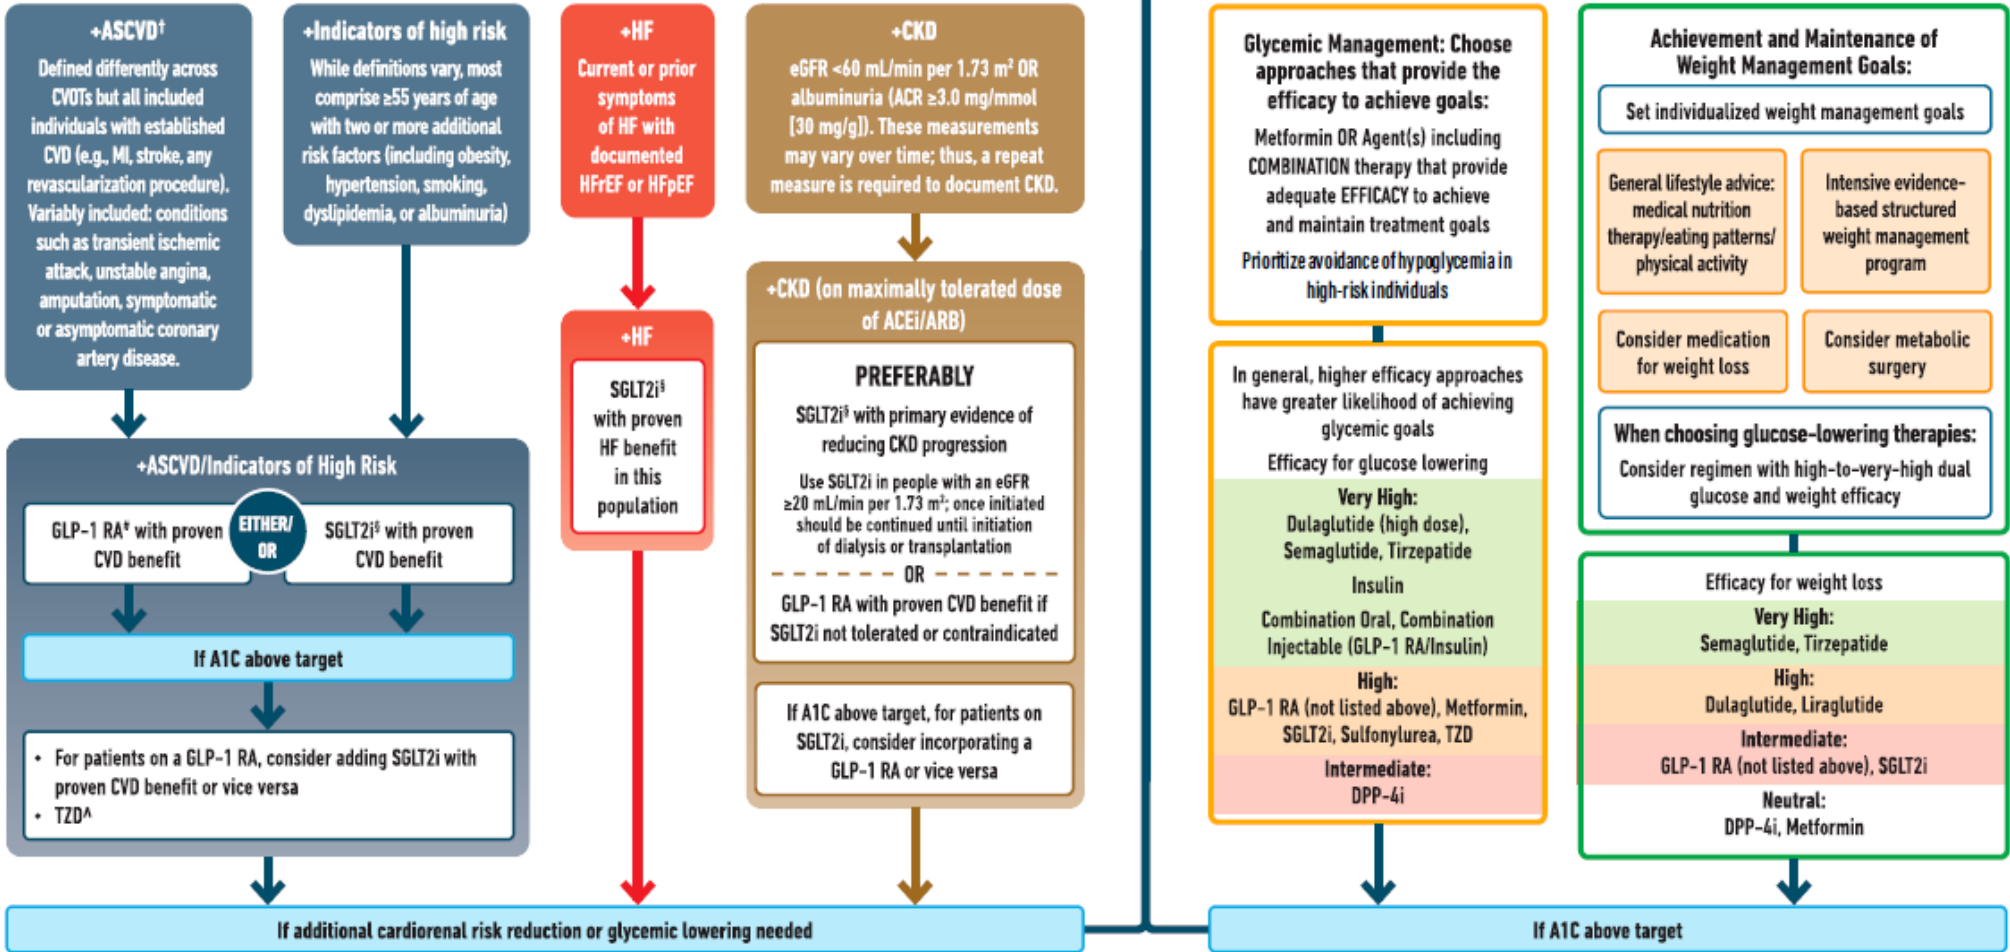 +ASCVD†
Defined differently across
CVOTs but all included
individuals with established
CVD (e.g., MI, stroke, any
revascularization procedure).
Variably included: conditions
such as transient ischemic
attack, unstable angina,
amputation, symptomatic
or asymptomatic coronary
artery disease.
+Indicators of high risk
While definitions vary, most
comprise ≥55 years of age
with two or more additional
risk factors (including obesity,
hypertension, smoking,
dyslipidemia, or albuminuria)
+ASCVD/Indicators of High Risk
GLP-1 RA# with proven
CVD benefit
EITHER/
OR
SGLT2i§ with proven
CVD benefit
If A1C above target
• For patients on a GLP-1 RA, consider adding SGLT2i with
proven CVD benefit or vice versa
• TZD^
+HF
Current or prior
symptoms
of HF with
documented
HFrEF or HFpEF
+HF
SGLT2i§
with proven
HF benefit
in this
population
+CKD
eGFR <60 mL/min per 1.73 m² OR
albuminuria (ACR ≥3.0 mg/mmol
[30 mg/g]). These measurements
may vary over time; thus, a repeat
measure is required to document CKD.
+CKD (on maximally tolerated dose
of ACEi/ARB)
PREFERABLY
SGLT2i§ with primary evidence of
reducing CKD progression
Use SGLT2i in people with an eGFR
≥20 mL/min per 1.73 m²; once initiated
should be continued until initiation
of dialysis or transplantation
OR
GLP-1 RA with proven CVD benefit if
SGLT2i not tolerated or contraindicated
If A1C above target, for patients on
SGLT2i, consider incorporating a
GLP-1 RA or vice versa
If additional cardiorenal risk reduction or glycemic lowering needed
Glycemic Management: Choose
approaches that provide the
efficacy to achieve goals:
Metformin OR Agent(s) including
COMBINATION therapy that provide
adequate EFFICACY to achieve
and maintain treatment goals
Prioritize avoidance of hypoglycemia in
high-risk individuals
In general, higher efficacy approaches
have greater likelihood of achieving
glycemic goals
Efficacy for glucose lowering
Very High:
Dulaglutide (high dose),
Semaglutide, Tirzepatide
Insulin
Combination Oral, Combination
Injectable (GLP-1 RA/Insulin)
High:
GLP-1 RA (not listed above), Metformin,
SGLT2i, Sulfonylurea, TZD
Intermediate:
DPP-4i
Achievement and Maintenance of
Weight Management Goals:
Set individualized weight management goals
General lifestyle advice:
medical nutrition
therapy/eating patterns/
physical activity
Intensive evidence-
based structured
weight management
program
Consider medication
for weight loss
Consider metabolic
surgery
When choosing glucose-lowering therapies:
Consider regimen with high-to-very-high dual
glucose and weight efficacy
Efficacy for weight loss
Very High:
Semaglutide, Tirzepatide
High:
Dulaglutide, Liraglutide
Intermediate:
GLP-1 RA (not listed above), SGLT2i
Neutral:
DPP-4i, Metformin
If A1C above target